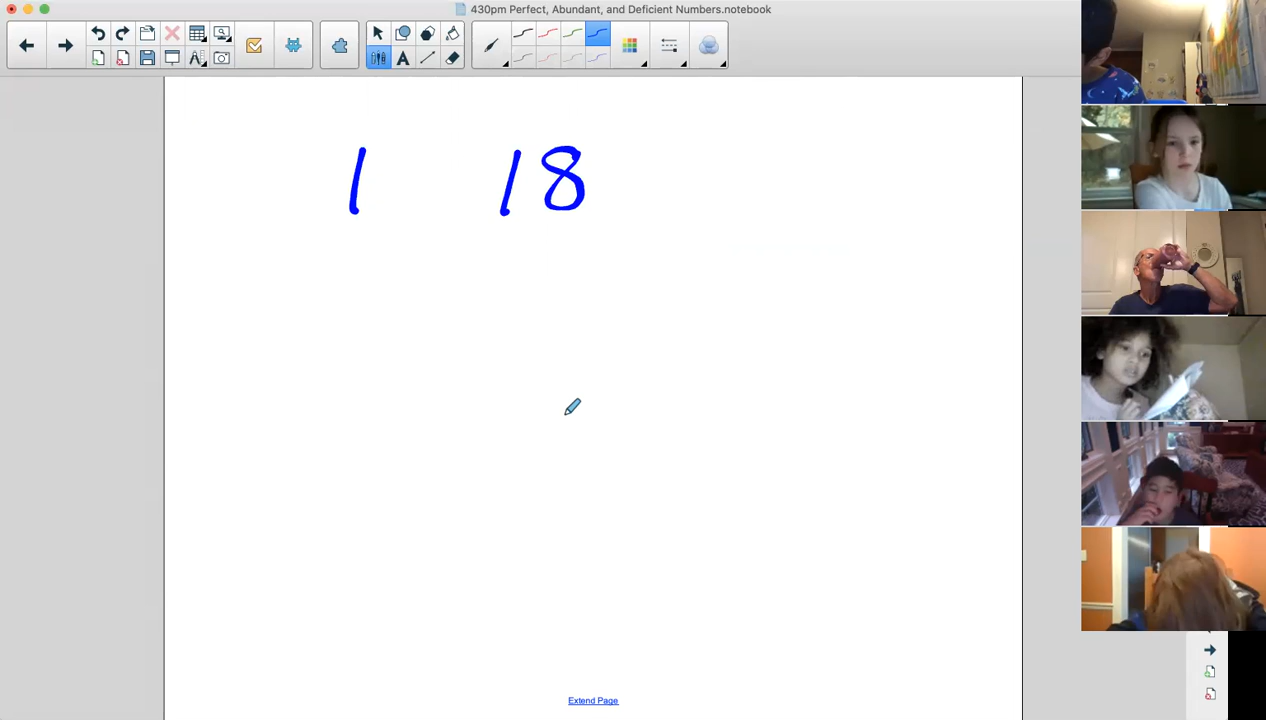 430pm Perfect, Abundant, and Deficient Numbers.notebook
1 18
Extend Page